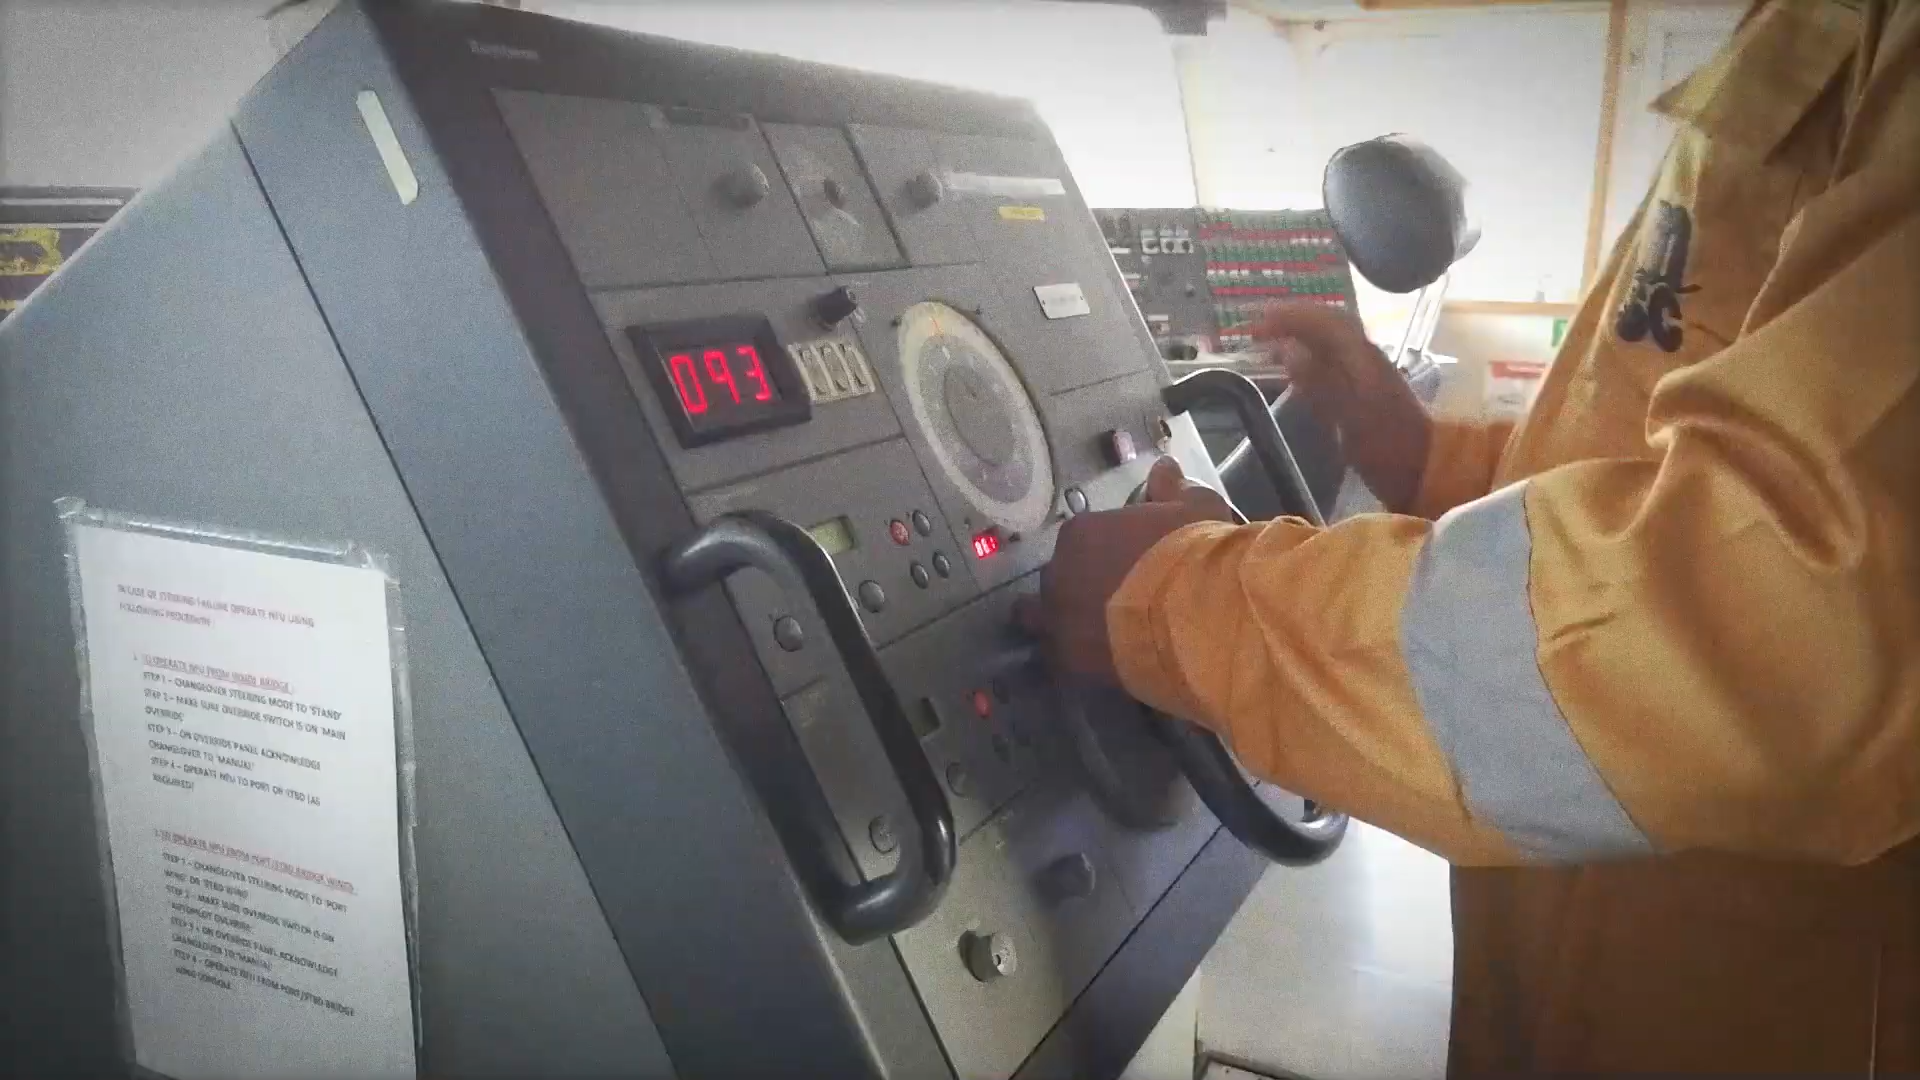 093
IN CASE OF STEERING FAILURE OPERATE NFU USING
FOLLOWING PROCEDURE
1. TO OPERATE NFU FROM INSIDE BRIDGE :
STEP 1 – CHANGEOVER STEERING MODE TO 'STAND'
STEP 2 – MAKE SURE OVERRIDE SWITCH IS ON 'MAIN
OVERRIDE'
STEP 3 – ON OVERRIDE PANEL ACKNOWLEDGE
CHANGEOVER TO 'MANUAL'
STEP 4 – OPERATE NFU TO PORT OR STBD (AS
REQUIRED)
2. TO OPERATE NFU FROM PORT/STBD BRIDGE WINGS
STEP 1 – CHANGEOVER STEERING MODE TO 'PORT
WING' OR 'STBD WING'
STEP 2 – MAKE SURE OVERRIDE SWITCH IS ON
AUTOPILOT OVERRIDE
STEP 3 – ON OVERRIDE PANEL ACKNOWLEDGE
CHANGEOVER TO 'MANUAL'
STEP 4 – OPERATE NFU FROM PORT/STBD BRIDGE
WING CONSOLE